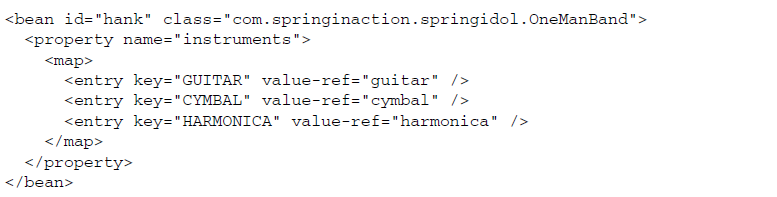 <bean id="hank" class="com.springinaction.springidol.OneManBand">
  <property name="instruments">
    <map>
      <entry key="GUITAR" value-ref="guitar" />
      <entry key="CYMBAL" value-ref="cymbal" />
      <entry key="HARMONICA" value-ref="harmonica" />
    </map>
  </property>
</bean>